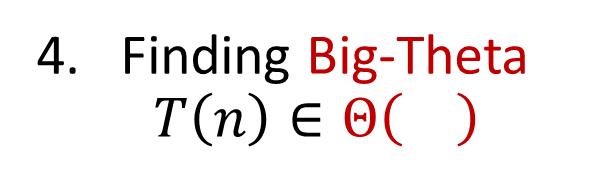 4. Finding Big-Theta
T(n) ∈ Θ( )